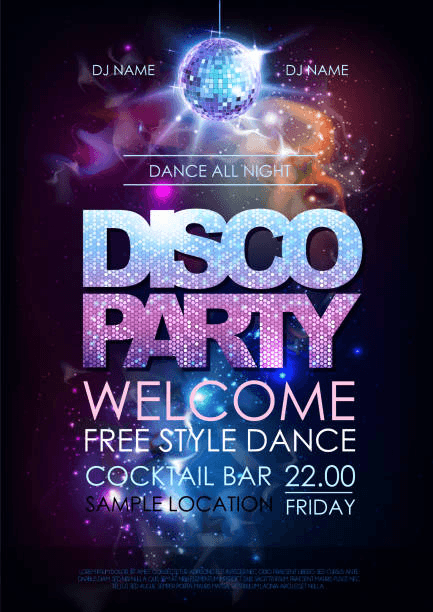 DJ NAME DJ NAME
DANCE ALL NIGHT
DISCO
PARTY
WELCOME
FREE STYLE DANCE
COCKTAIL BAR 22.00
SAMPLE LOCATION FRIDAY